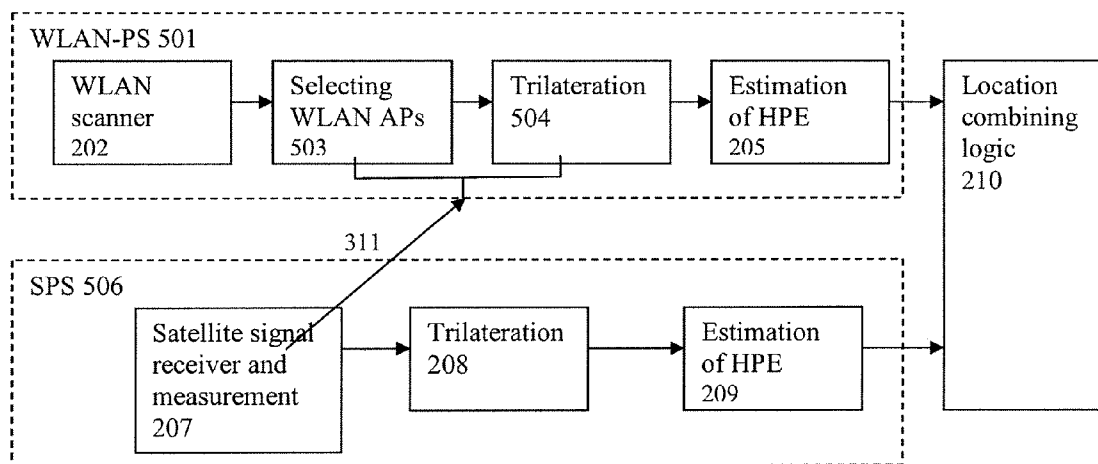 WLAN-PS 501
WLAN
scanner
202
Selecting
WLAN APs
503
Trilateration
504
Estimation
of HPE
205
Location
combining
logic
210
311
SPS 506
Satellite signal
receiver and
measurement
207
Trilateration
208
Estimation
of HPE
209